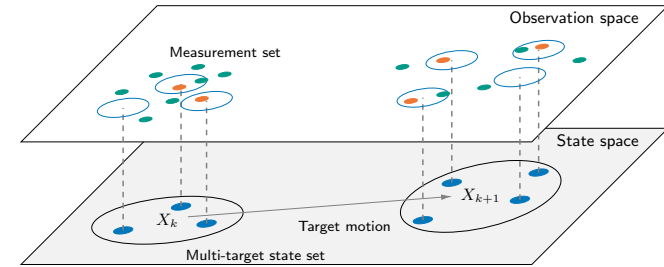 Observation space
Measurement set
State space
X_k
X_{k+1}
Target motion
Multi-target state set